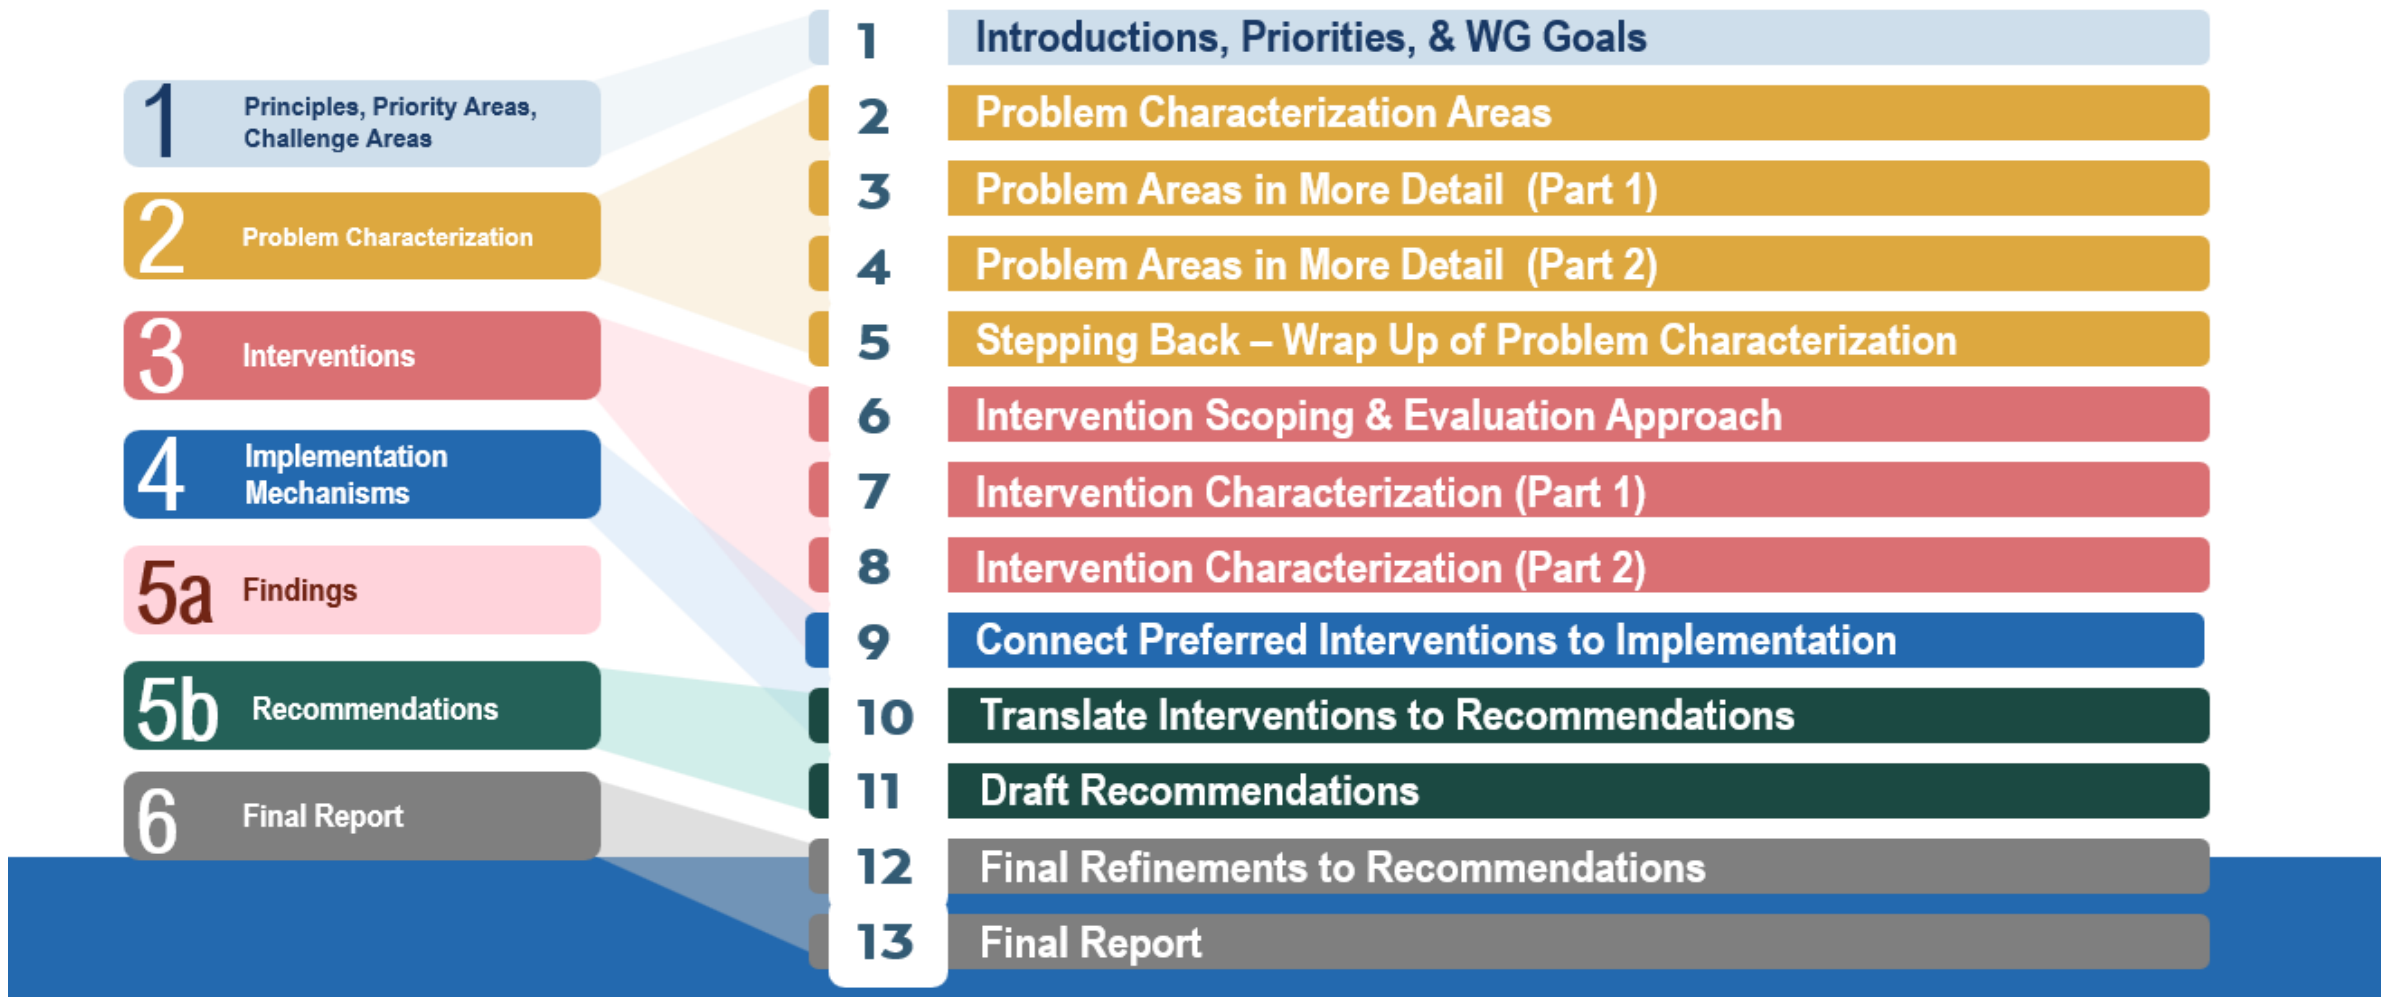 1
Principles, Priority Areas,
Challenge Areas
2
Problem Characterization
3
Interventions
4
Implementation
Mechanisms
5a
Findings
5b
Recommendations
6
Final Report
1 Introductions, Priorities, & WG Goals
2 Problem Characterization Areas
3 Problem Areas in More Detail (Part 1)
4 Problem Areas in More Detail (Part 2)
5 Stepping Back – Wrap Up of Problem Characterization
6 Intervention Scoping & Evaluation Approach
7 Intervention Characterization (Part 1)
8 Intervention Characterization (Part 2)
9 Connect Preferred Interventions to Implementation
10 Translate Interventions to Recommendations
11 Draft Recommendations
12 Final Refinements to Recommendations
13 Final Report